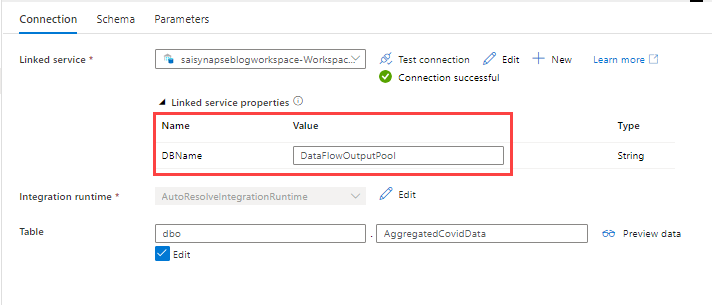 Connection Schema Parameters
Linked service * saisynapseblogworkspace-Workspac... Test connection Edit New Learn more
Connection successful
Linked service properties
Name Value Type
DBName DataFlowOutputPool String
Integration runtime * AutoResolveIntegrationRuntime Edit
Table dbo . AggregatedCovidData Preview data
Edit